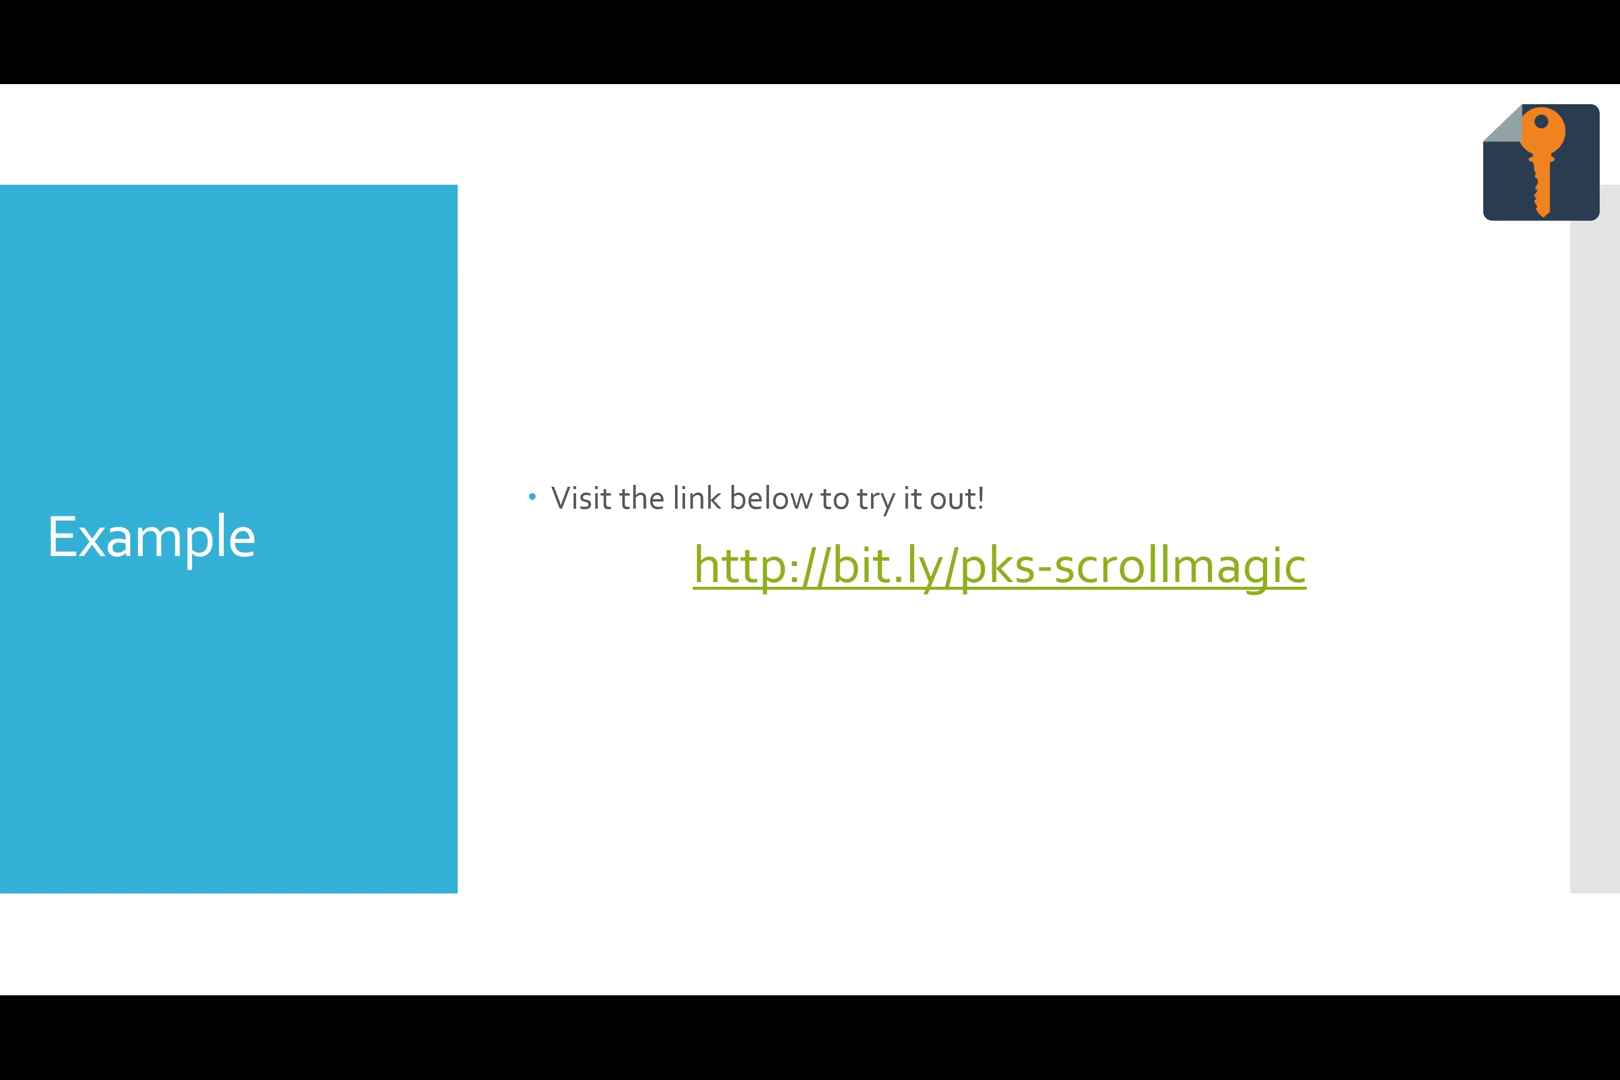 Example
• Visit the link below to try it out!
http://bit.ly/pks-scrollmagic